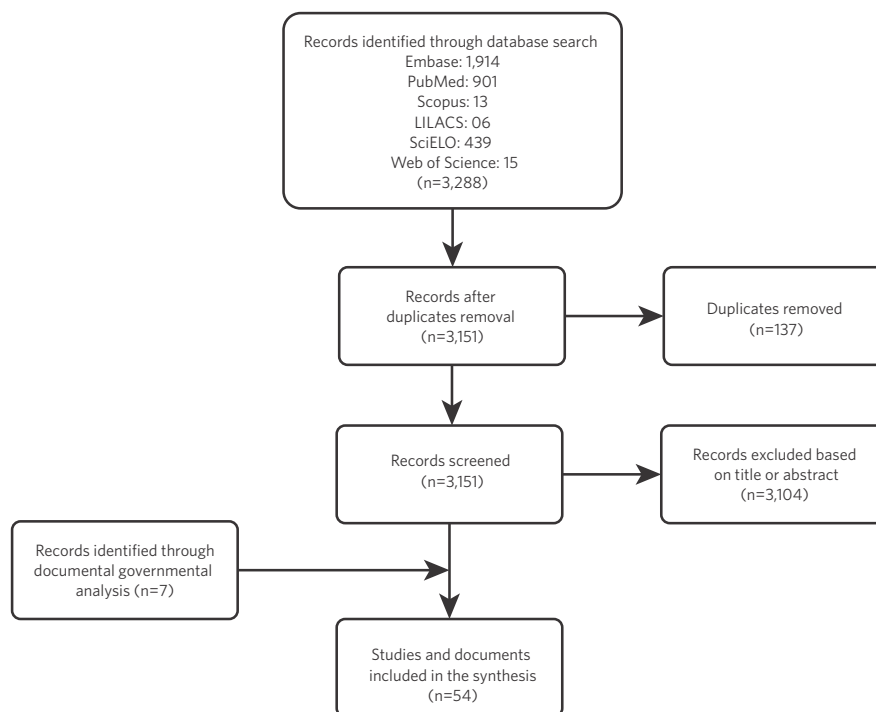 Records identified through database search
Embase: 1,914
PubMed: 901
Scopus: 13
LILACS: 06
SciELO: 439
Web of Science: 15
(n=3,288)
Records after
duplicates removal
(n=3,151)
Duplicates removed
(n=137)
Records screened
(n=3,151)
Records excluded based
on title or abstract
(n=3,104)
Records identified through
documental governmental
analysis (n=7)
Studies and documents
included in the synthesis
(n=54)